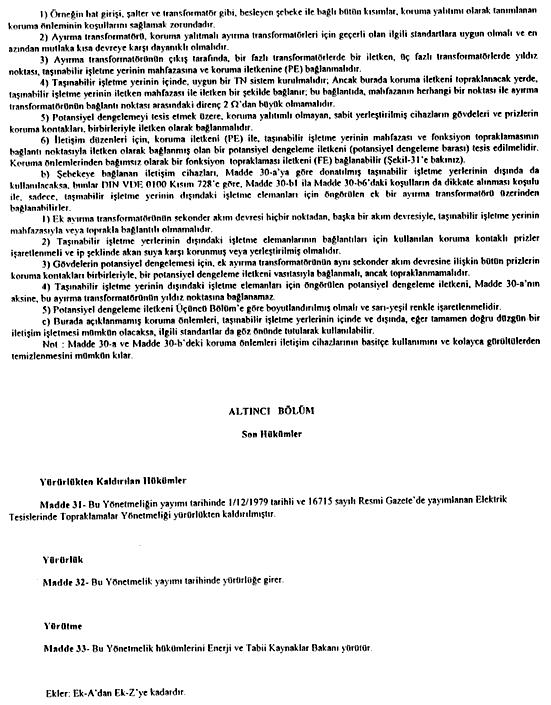 1) Örneğin hat girişi, şalter ve transformatör gibi, besleyen şebeke ile bağlı bütün kısımlar, koruma yalıtımı olarak tanımlanan
koruma önleminin koşullarını sağlamak zorundadır.
2) Ayırma transformatörü, koruma yalıtmalı ayırma transformatörleri için geçerli olan ilgili standartlara uygun olmalı ve en
azından mutlaka kısa devreye karşı dayanıklı olmalıdır.
3) Ayırma transformatörünün çıkış tarafında, bir fazlı transformatörlerde bir iletken, üç fazlı transformatörlerde yıldız
noktası, taşınabilir işletme yerinin mahfazasına ve koruma iletkenine (PE) bağlanmalıdır.
4) Taşınabilir işletme yerinin içinde, uygun bir TN sistem kurulmalıdır; Ancak burada koruma iletkeni topraklanacak yerde,
taşınabilir işletme yerinin iletken mahfazası ile iletken bir şekilde bağlanır; bu bağlantıda, mahfazanın herhangi bir noktası ile ayırma
transformatörünün bağlantı noktası arasındaki direnç 2 Ω'dan büyük olmamalıdır.
5) Potansiyel dengelemeyi tesis etmek üzere, koruma yalıtımlı olmayan, sabit yerleştirilmiş cihazların gövdeleri ve prizlerin
koruma kontakları, birbirleriyle iletken olarak bağlanmalıdır.
6) İletişim düzenleri için, koruma iletkeni (PE) ile, taşınabilir işletme yerinin mahfazası ve fonksiyon topraklamasının
bağlantı noktasıyla iletken olarak bağlanmış olan bir potansiyel dengeleme iletkeni (potansiyel dengeleme barası) tesis edilmelidir.
Koruma önlemlerinden bağımsız olarak bir fonksiyon topraklaması iletkeni (FE) bağlanabilir (Şekil-31'e bakınız).
b) Şebekeye bağlanan iletişim cihazları, Madde 30-a'ya göre donatılmış taşınabilir işletme yerlerinin dışında da
kullanılacaksa, bunlar DIN VDE 0100 Kısım 728'e göre, Madde 30-b1 ila Madde 30-b6'daki koşulların da dikkate alınması koşulu
ile, sadece, taşınabilir işletme yerinin dışındaki işletme elemanları için öngörülen ek bir ayırma transformatörü üzerinden
bağlanabilirler.
1) Ek ayırma transformatörünün sekonder akım devresi hiçbir noktadan, başka bir akım devresiyle, taşınabilir işletme yerinin
mahfazasıyla veya toprakla bağlantılı olmamalıdır.
2) Taşınabilir işletme yerlerinin dışındaki işletme elemanlarının bağlantıları için kullanılan koruma kontaklı prizler
işaretlenmeli ve ip şeklinde akan suya karşı korunmuş veya yerleştirilmiş olmalıdır.
3) Gövdelerin potansiyel dengelemesi için, ek ayırma transformatörünün aynı sekonder akım devresine ilişkin bütün prizlerin
koruma kontakları birbirleriyle, bir potansiyel dengeleme iletkeni vasıtasıyla bağlanmalı, ancak topraklanmamalıdır.
4) Taşınabilir işletme yerinin dışındaki işletme elemanları için öngörülen potansiyel dengeleme iletkeni, Madde 30-a'nın
aksine, bu ayırma transformatörünün yıldız noktasına bağlanamaz.
5) Potansiyel dengeleme iletkeni Üçüncü Bölüm'e göre boyutlandırılmış olmalı ve sarı-yeşil renkle işaretlenmelidir.
c) Burada açıklanmamış koruma önlemleri, taşınabilir işletme yerlerinin içinde ve dışında, eğer tamamen doğru düzgün bir
iletişim işletmesi mümkün olacaksa, ilgili standartlar da göz önünde tutularak kullanılabilir.
Not : Madde 30-a ve Madde 30-b'deki koruma önlemleri iletişim cihazlarının basitçe kullanımını ve kolayca gürültülerden
temizlenmesini mümkün kılar.
ALTINCI BÖLÜM
Son Hükümler
Yürürlükten Kaldırılan Hükümler
Madde 31- Bu Yönetmeliğin yayımı tarihinde 1/12/1979 tarihli ve 16715 sayılı Resmi Gazete'de yayımlanan Elektrik
Tesislerinde Topraklamalar Yönetmeliği yürürlükten kaldırılmıştır.
Yürürlük
Madde 32- Bu Yönetmelik yayımı tarihinde yürürlüğe girer.
Yürütme
Madde 33- Bu Yönetmelik hükümlerini Enerji ve Tabii Kaynaklar Bakanı yürütür.
Ekler: Ek-A'dan Ek-Z'ye kadardır.